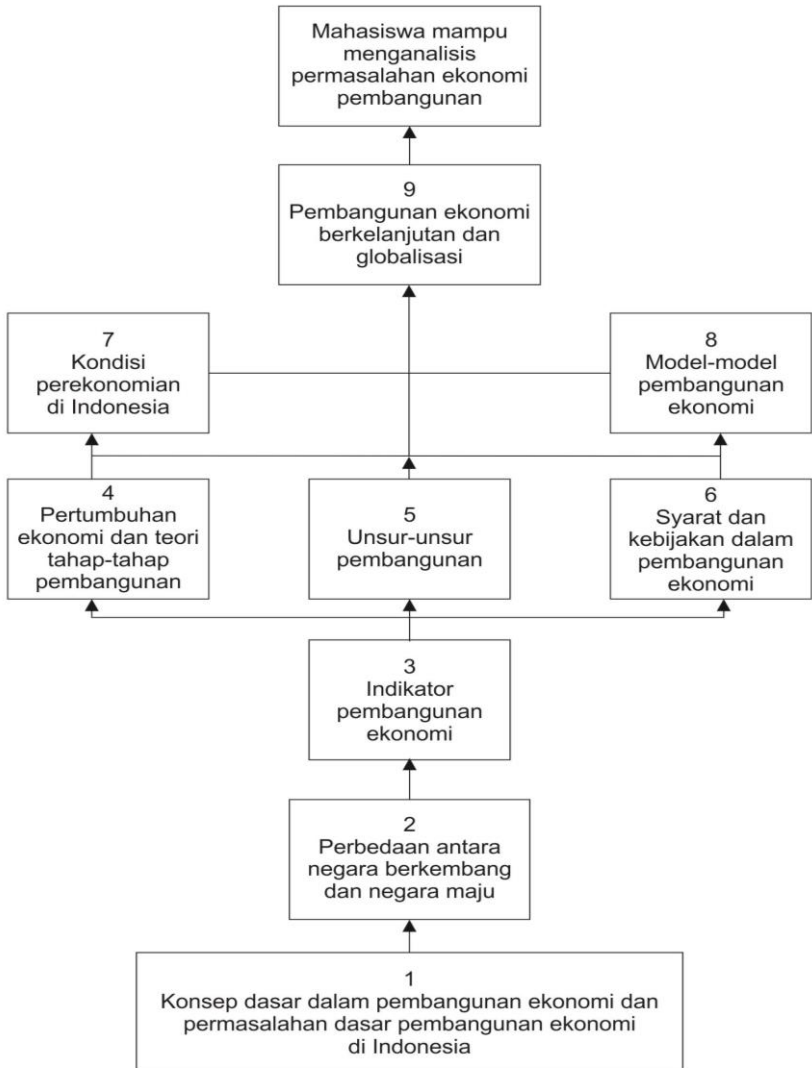 Mahasiswa mampu
menganalisis
permasalahan ekonomi
pembangunan
9
Pembangunan ekonomi
berkelanjutan dan
globalisasi
7
Kondisi
perekonomian
di Indonesia
8
Model-model
pembangunan
ekonomi
4
Pertumbuhan
ekonomi dan teori
tahap-tahap
pembangunan
5
Unsur-unsur
pembangunan
6
Syarat dan
kebijakan dalam
pembangunan
ekonomi
3
Indikator
pembangunan
ekonomi
2
Perbedaan antara
negara berkembang
dan negara maju
1
Konsep dasar dalam pembangunan ekonomi dan
permasalahan dasar pembangunan ekonomi
di Indonesia